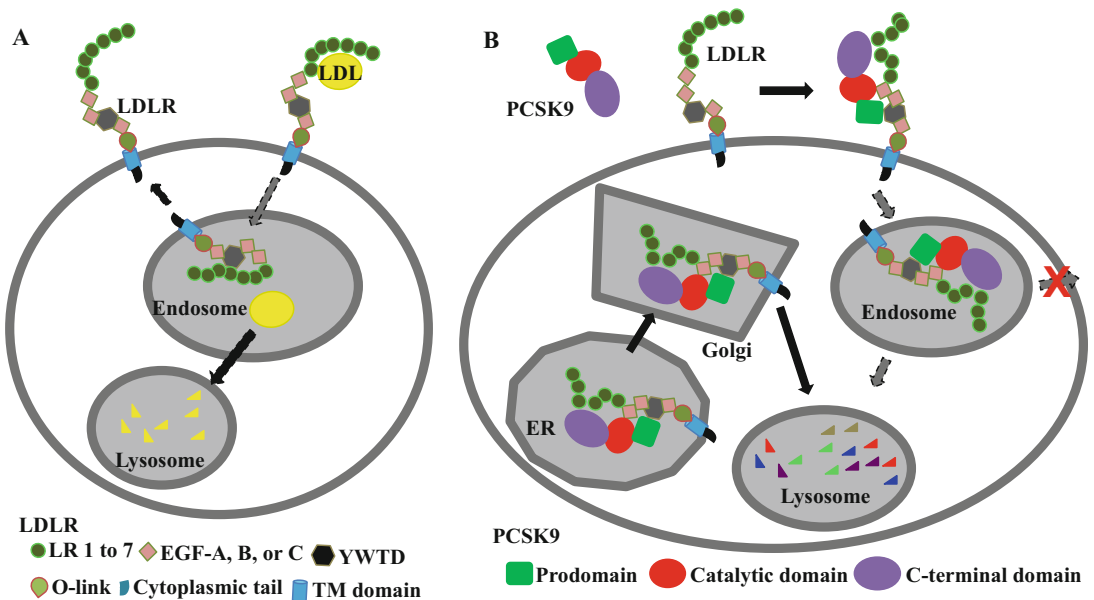 A
LDLR
LDL
Endosome
Lysosome
LDLR
LR 1 to 7
EGF-A, B, or C
YWTD
O-link
Cytoplasmic tail
TM domain
B
PCSK9
LDLR
Golgi
ER
Endosome
Lysosome
PCSK9
Prodomain
Catalytic domain
C-terminal domain